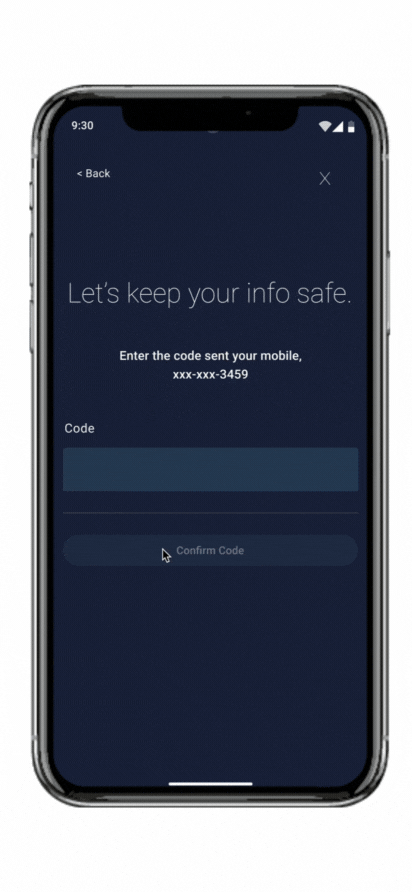 9:30
< Back
X
Let's keep your info safe.
Enter the code sent your mobile,
xxx-xxx-3459
Code
Confirm Code